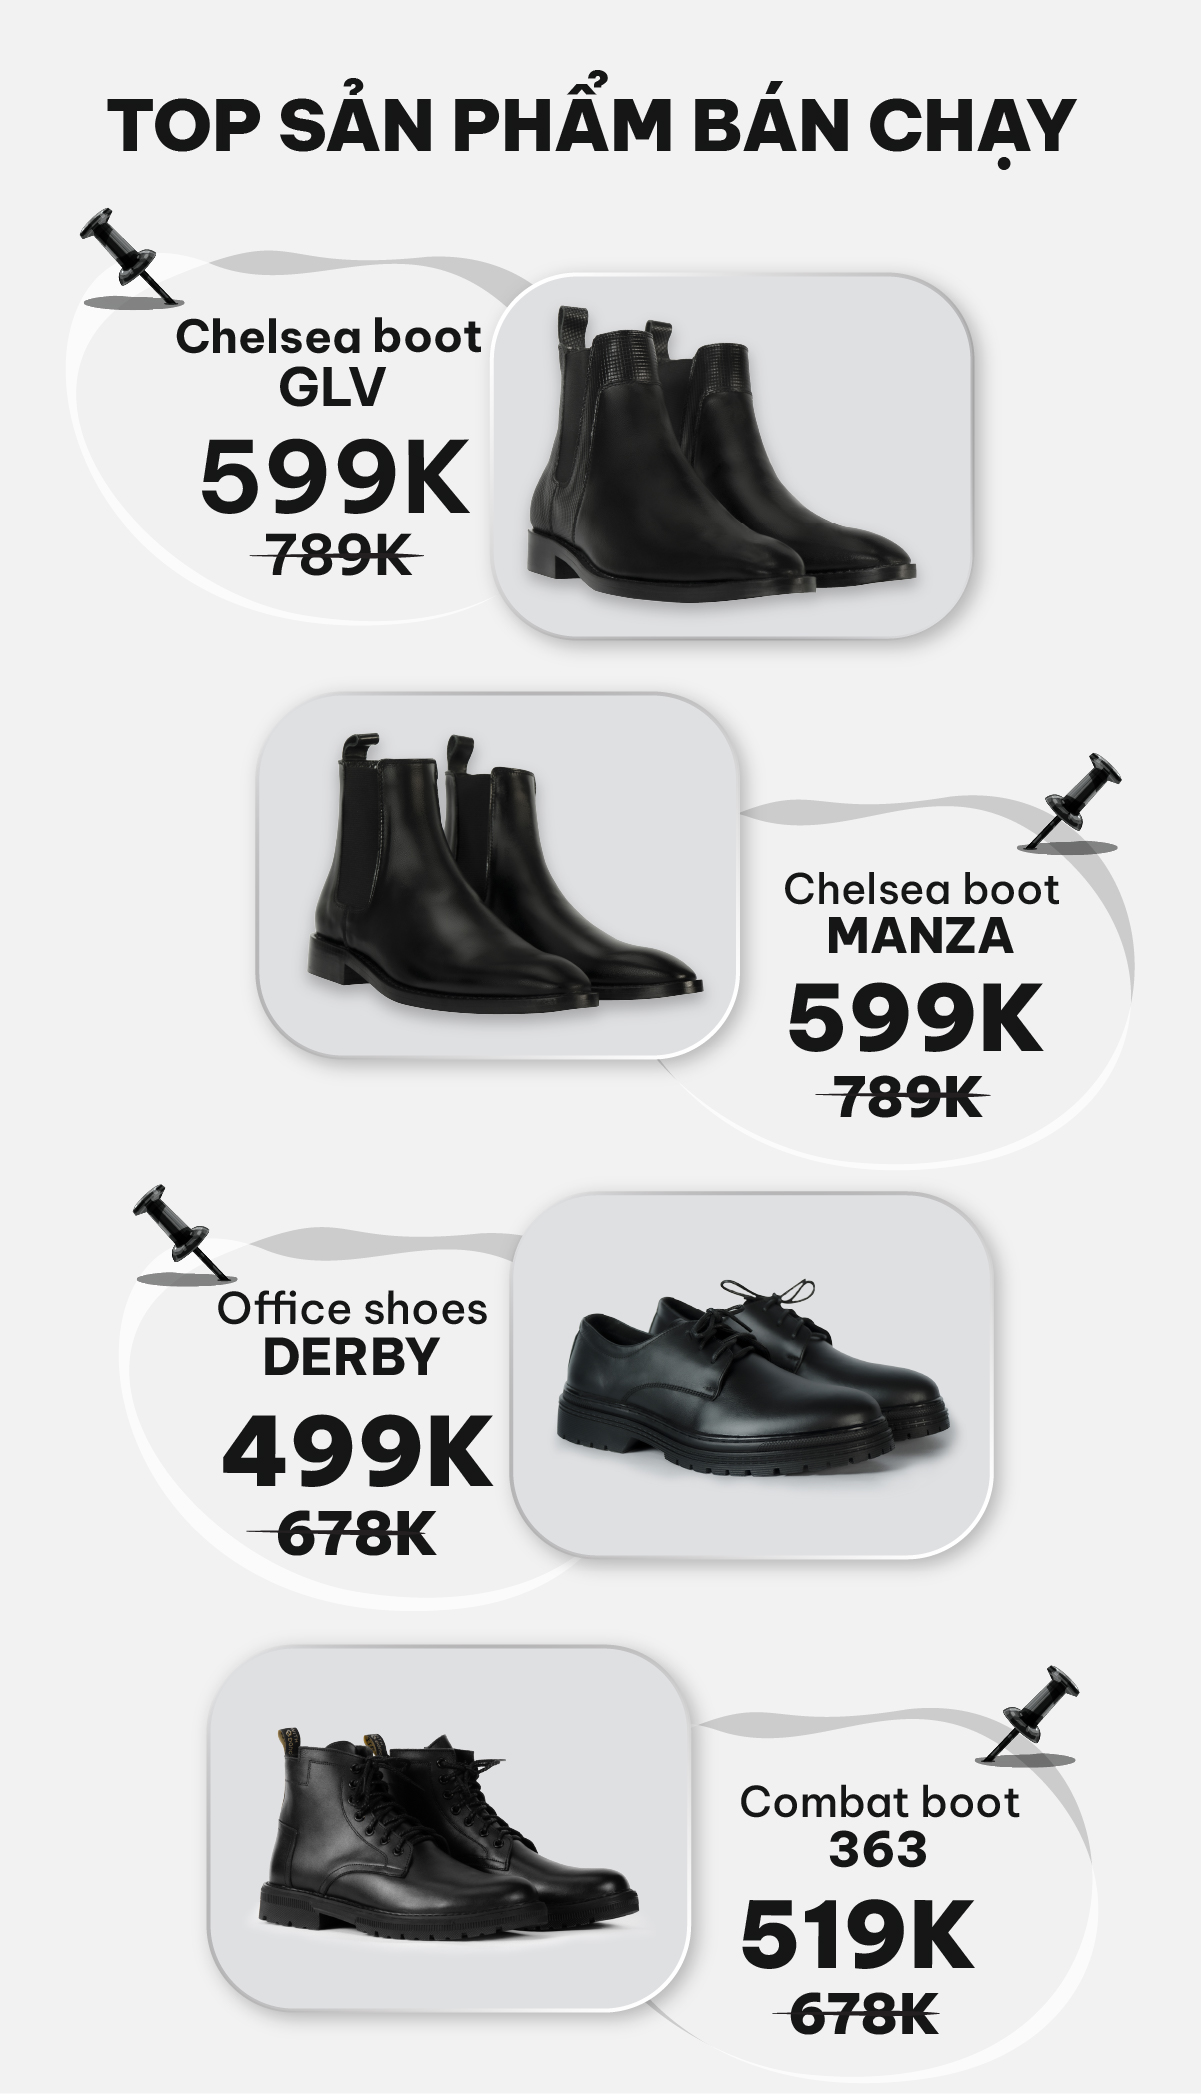 TOP SẢN PHẨM BÁN CHẠY
Chelsea boot
GLV
599K
789K
Chelsea boot
MANZA
599K
789K
Office shoes
DERBY
499K
678K
Combat boot
363
519K
678K